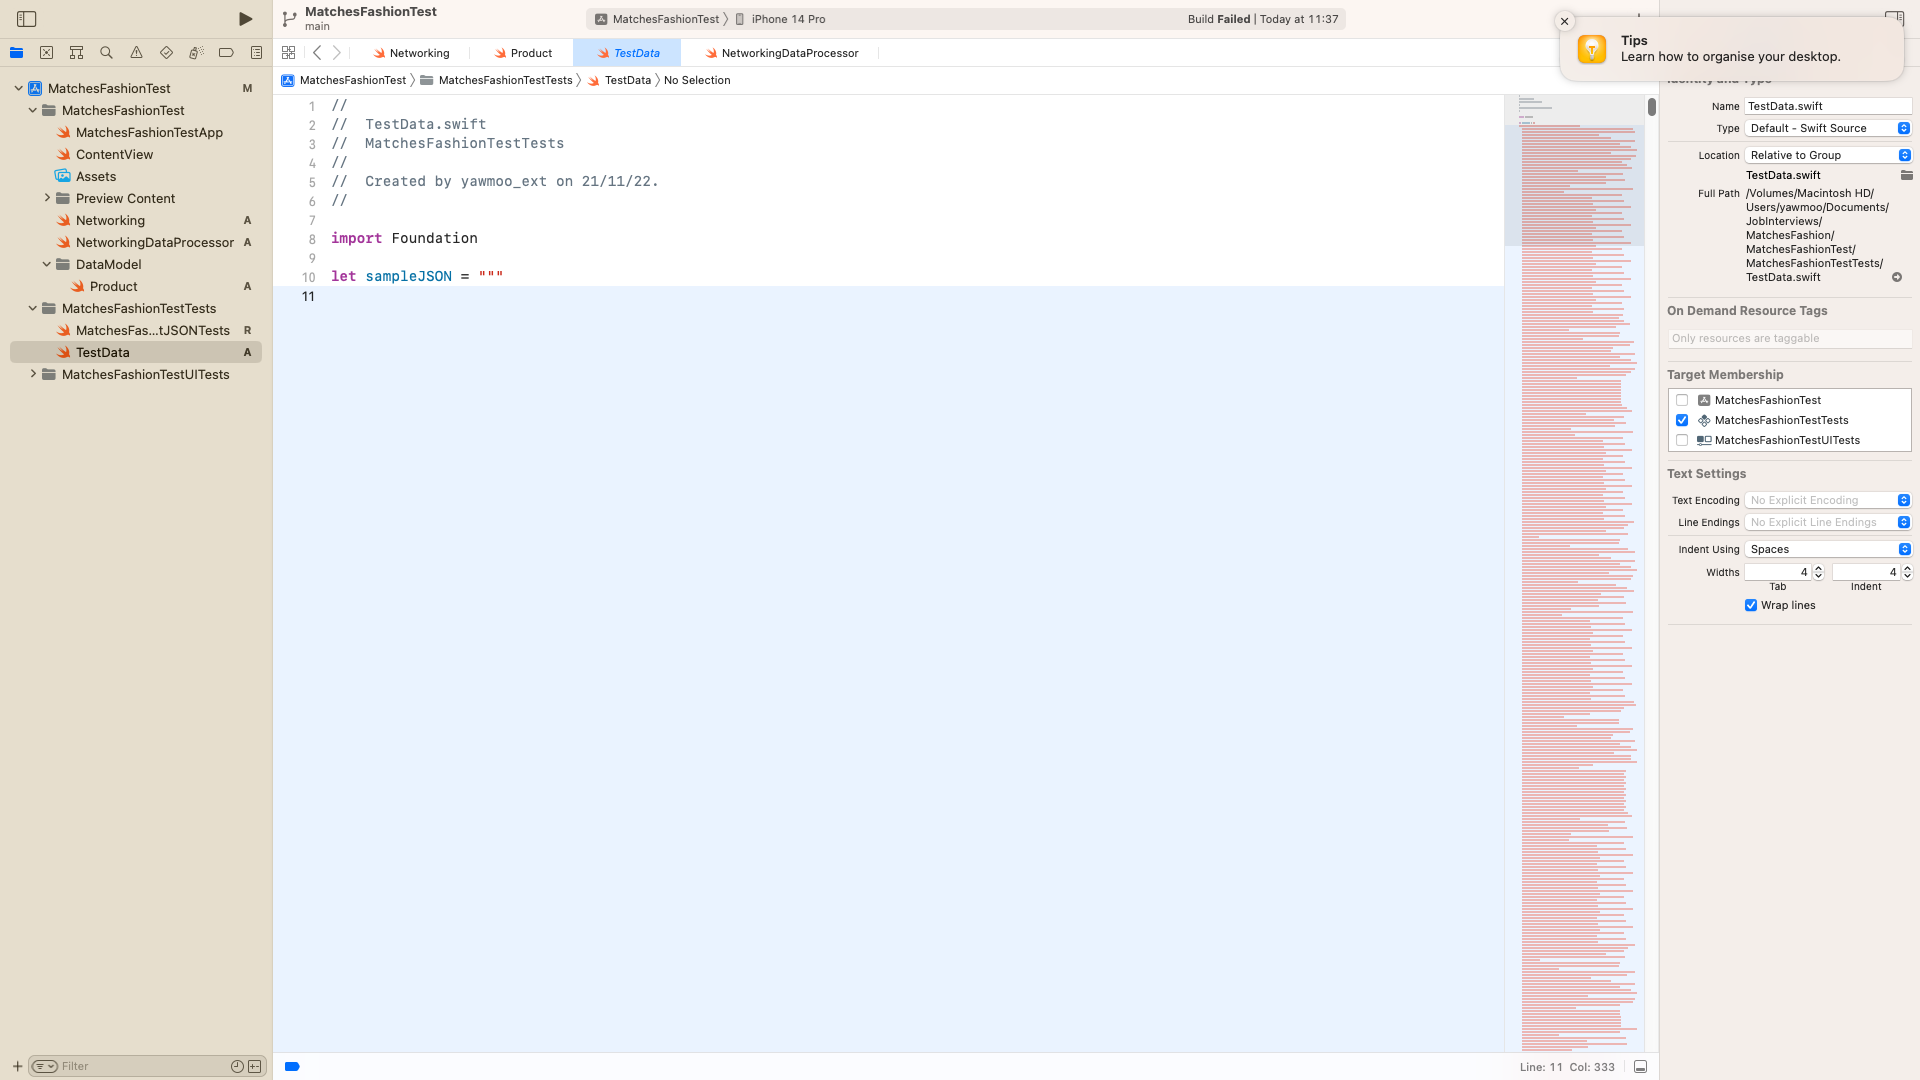 MatchesFashionTest
main
MatchesFashionTest
iPhone 14 Pro
Build Failed | Today at 11:37
Tips
Learn how to organise your desktop.
Networking
Product
TestData
NetworkingDataProcessor
MatchesFashionTest
MatchesFashionTestTests
TestData
No Selection
MatchesFashionTest
M
MatchesFashionTest
MatchesFashionTestApp
ContentView
Assets
Preview Content
Networking
A
NetworkingDataProcessor
A
DataModel
Product
A
MatchesFashionTestTests
MatchesFas...tJSONTests
R
TestData
A
MatchesFashionTestUITests
Filter
1 //
2 //  TestData.swift
3 //  MatchesFashionTestTests
4 //
5 //  Created by yawmoo_ext on 21/11/22.
6 //
7
8 import Foundation
9
10 let sampleJSON = """
11
Line: 11 Col: 333
Identity and Type
Name
TestData.swift
Type
Default - Swift Source
Location
Relative to Group
TestData.swift
Full Path
/Volumes/Macintosh HD/
Users/yawmoo/Documents/
JobInterviews/
MatchesFashion/
MatchesFashionTest/
MatchesFashionTestTests/
TestData.swift
On Demand Resource Tags
Only resources are taggable
Target Membership
MatchesFashionTest
MatchesFashionTestTests
MatchesFashionTestUITests
Text Settings
Text Encoding
No Explicit Encoding
Line Endings
No Explicit Line Endings
Indent Using
Spaces
Widths
4
4
Tab
Indent
Wrap lines